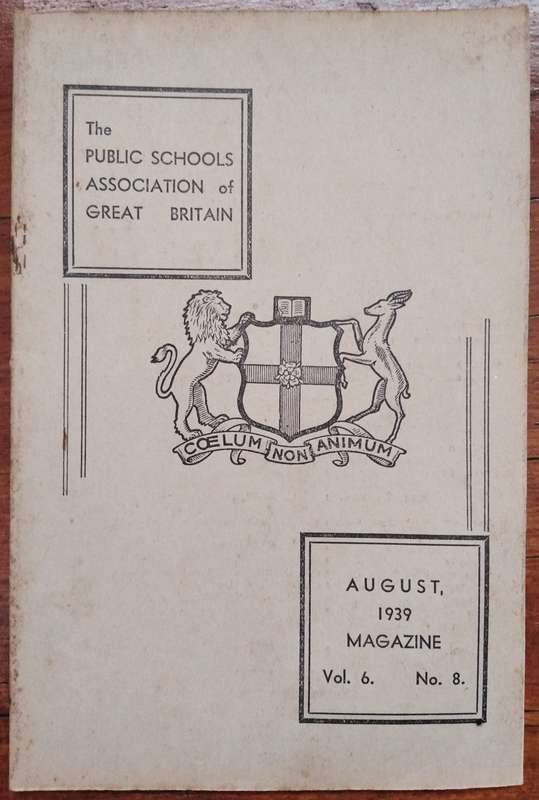 The
PUBLIC SCHOOLS
ASSOCIATION of
GREAT BRITAIN
CŒLUM NON ANIMUM
AUGUST,
1939
MAGAZINE
Vol. 6. No. 8.